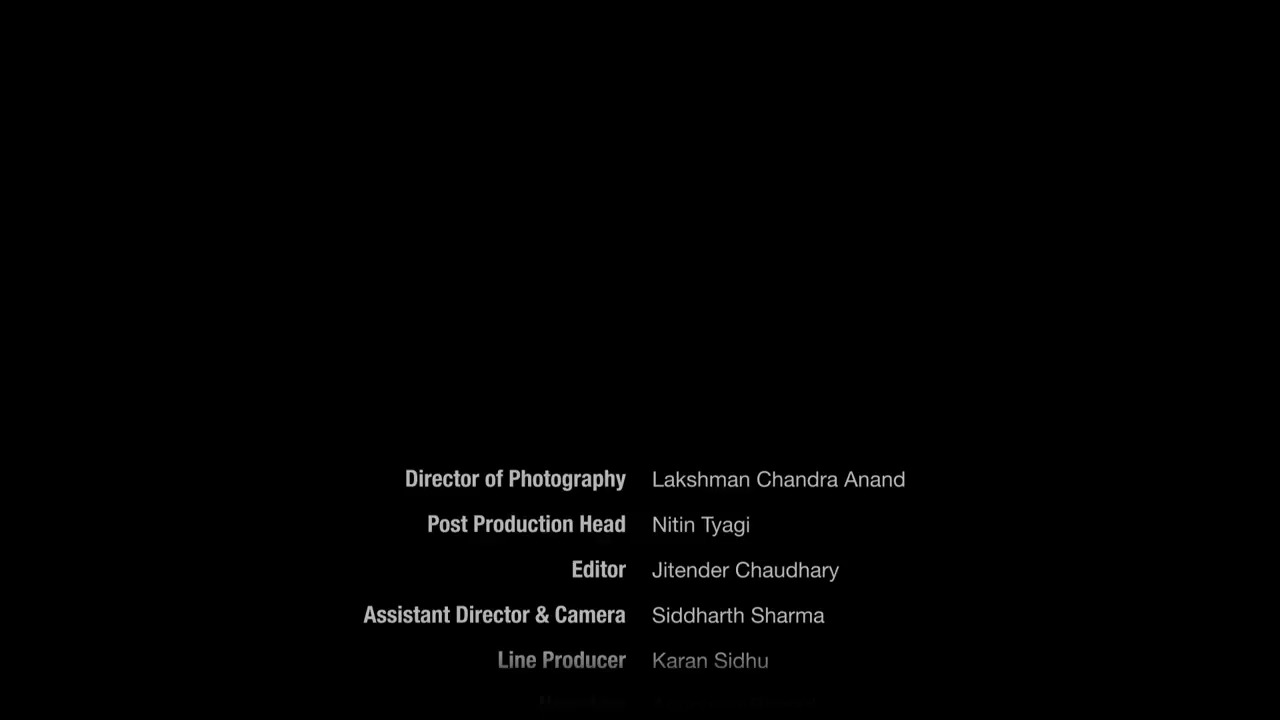 Director of Photography Lakshman Chandra Anand
Post Production Head Nitin Tyagi
Editor Jitender Chaudhary
Assistant Director & Camera Siddharth Sharma
Line Producer Karan Sidhu